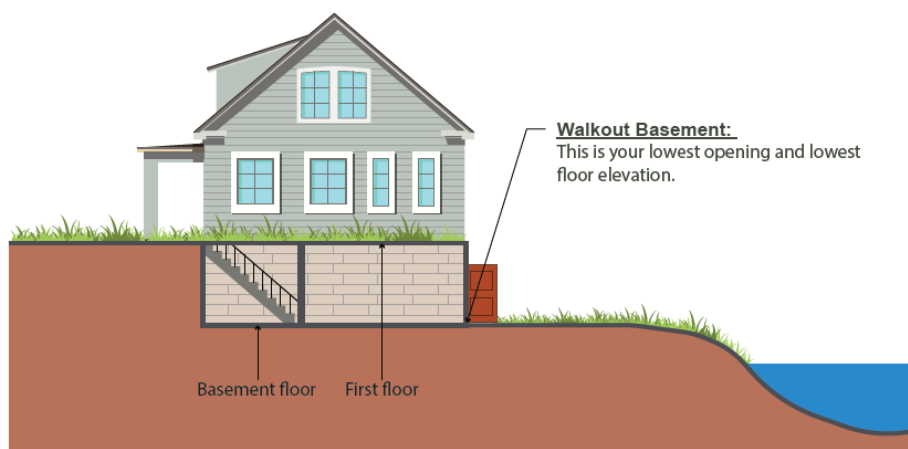 Walkout Basement:
This is your lowest opening and lowest
floor elevation.
Basement floor
First floor